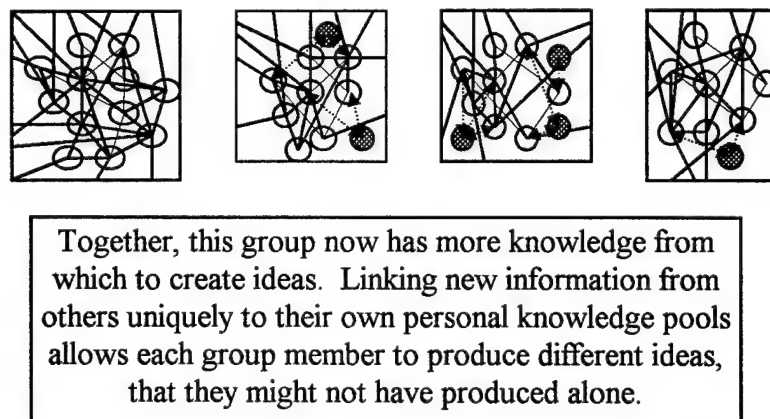 Together, this group now has more knowledge from
which to create ideas. Linking new information from
others uniquely to their own personal knowledge pools
allows each group member to produce different ideas,
that they might not have produced alone.